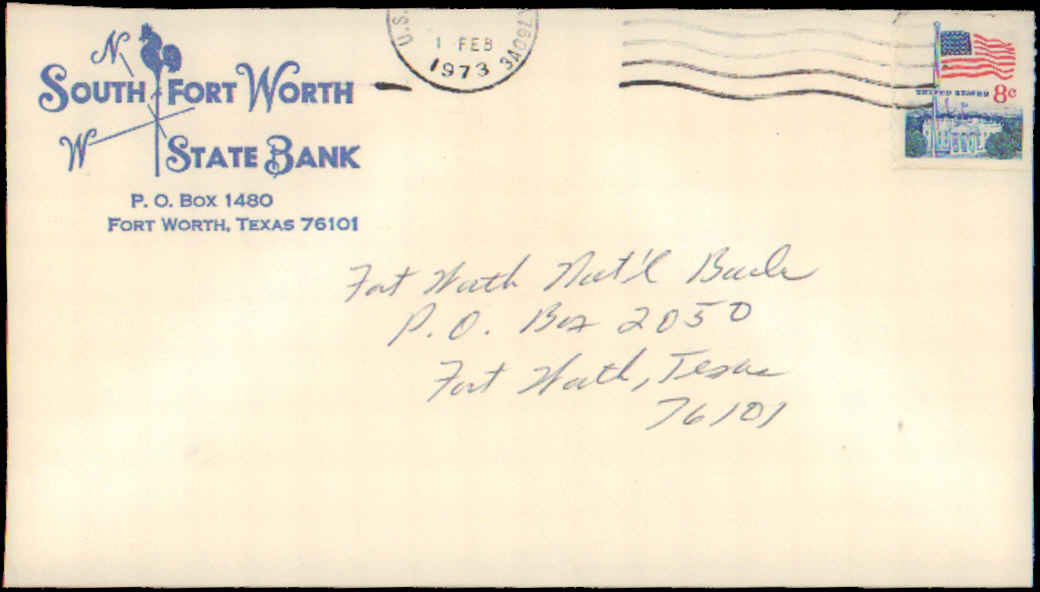 N
SOUTH FORT WORTH
W
STATE BANK
P. O. BOX 1480
FORT WORTH, TEXAS 76101
U.S.
1 FEB
1973
UNITED STATES 8c
Fort Worth Nat'l Bank
P.O. Box 2050
Fort Worth, Texas
76101